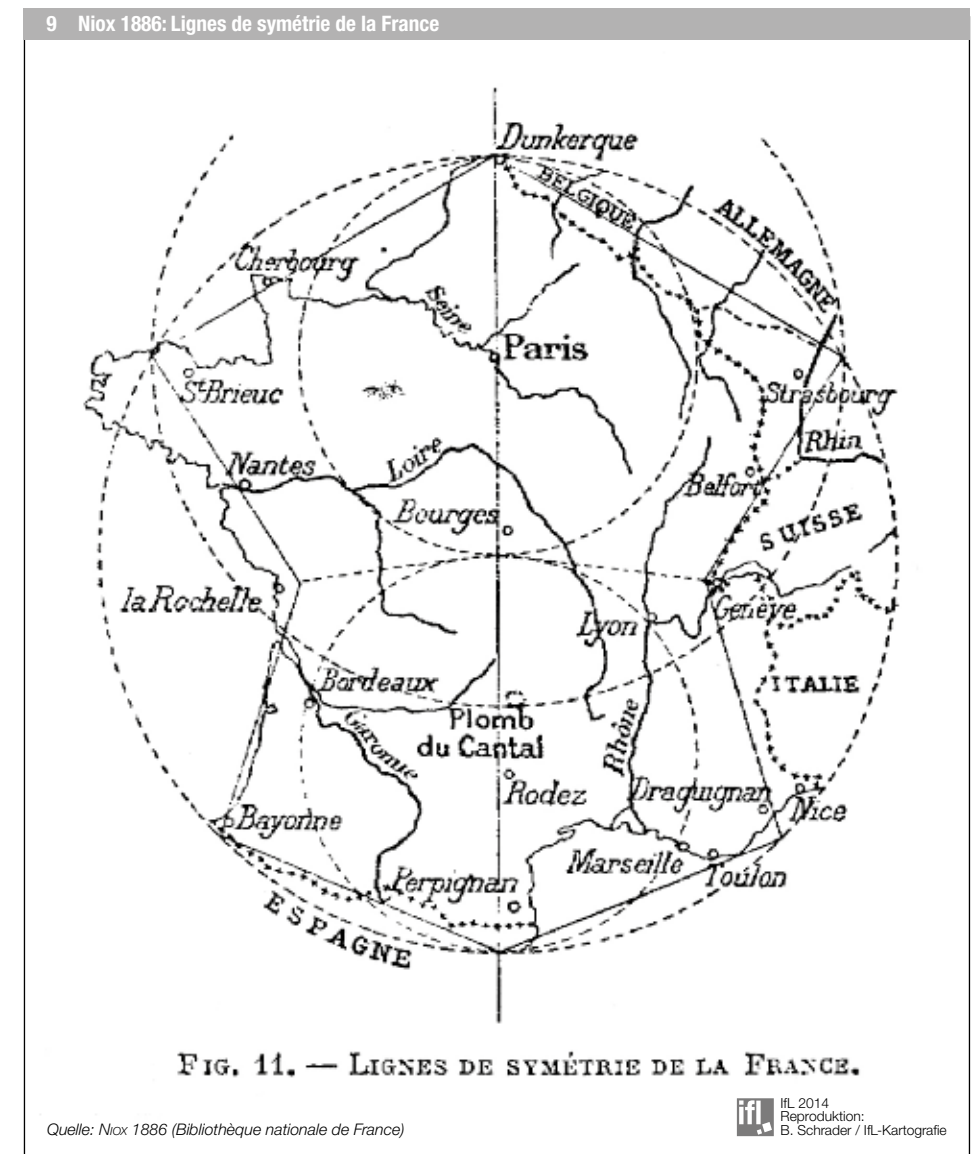 9 Niox 1886: Lignes de symétrie de la France
Dunkerque
BELGIQUE
ALLEMAGNE
Cherbourg
Seine
Paris
St Brieuc
Strasbourg
Rhin
Nantes
Loire
Belfort
Bourges
SUISSE
la Rochelle
Lyon
Genève
Bordeaux
ITALIE
Plomb
du Cantal
Garonne
Rhône
Rodez
Draguignan
Nice
Bayonne
Marseille
Toulon
Perpignan
ESPAGNE
FIG. 11. — LIGNES DE SYMÉTRIE DE LA FRANCE.
Quelle: NIOX 1886 (Bibliothèque nationale de France)
ifl
IfL 2014
Reproduktion:
B. Schrader / IfL-Kartografie